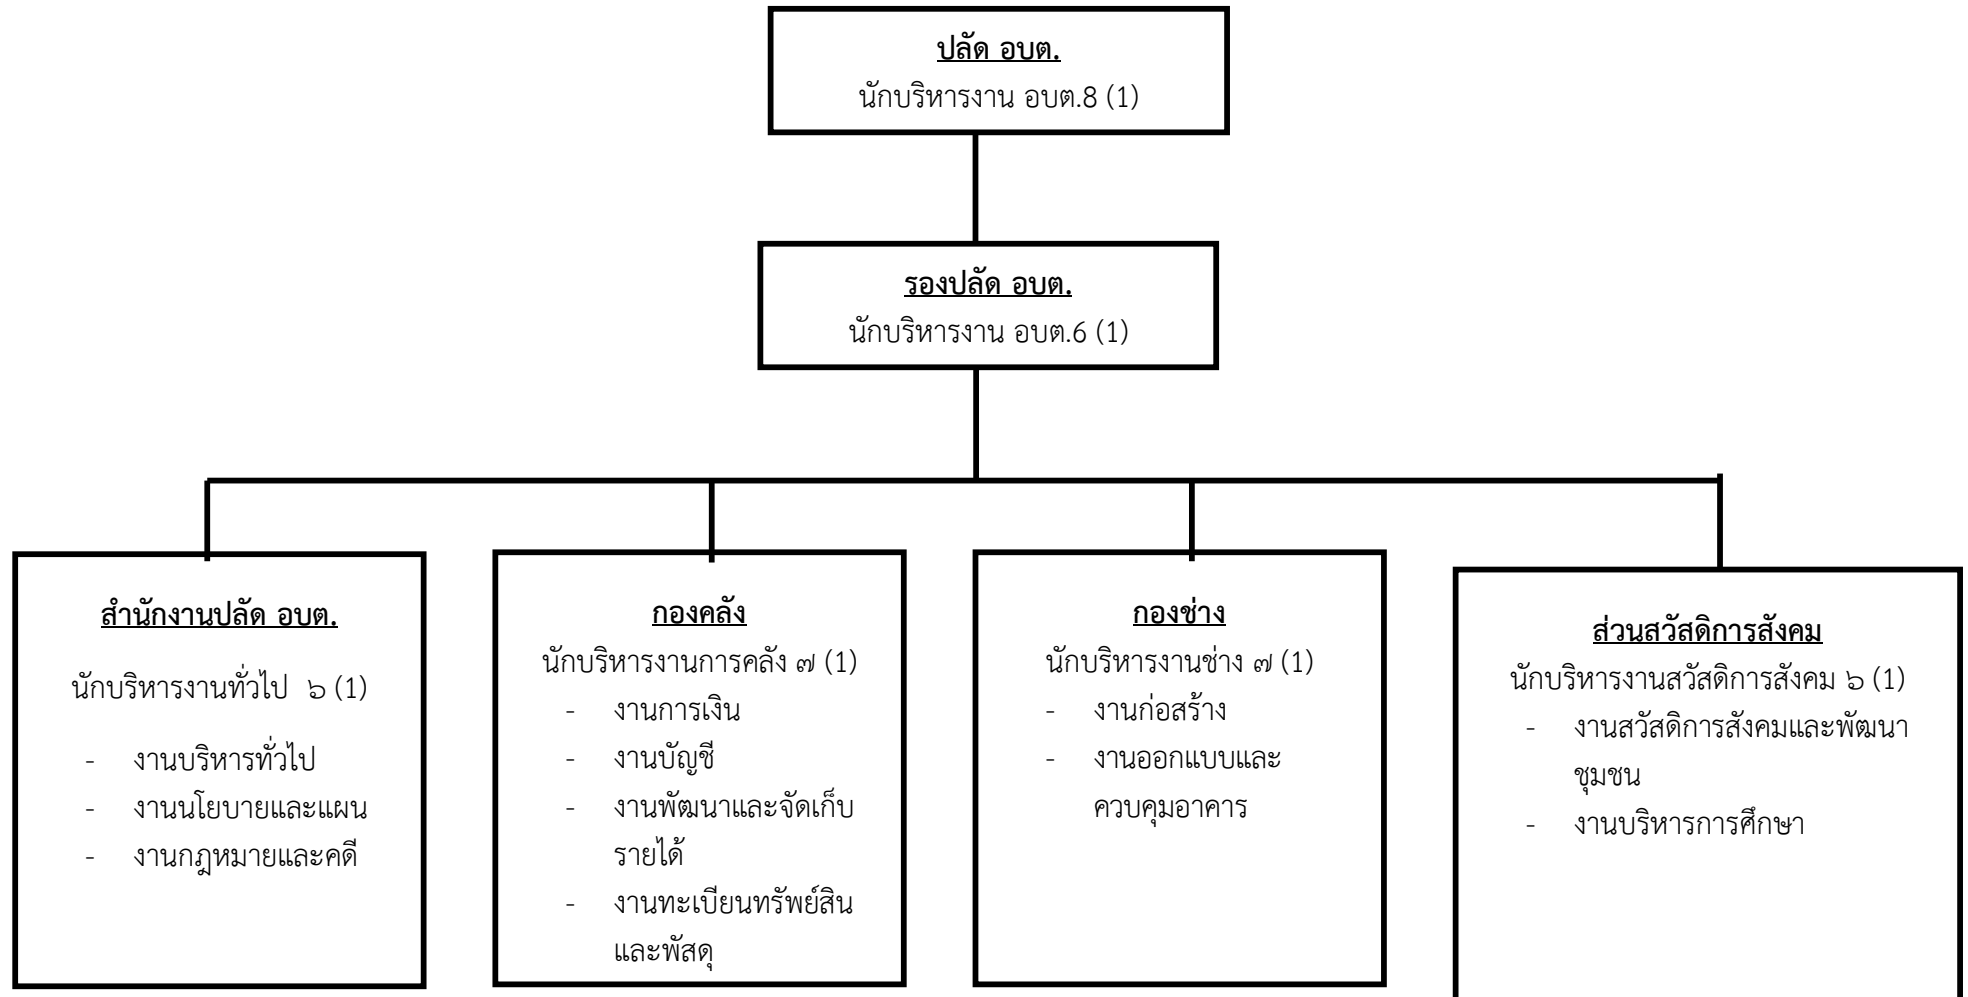 ปลัด อบต.
นักบริหารงาน อบต.8 (1)
รองปลัด อบต.
นักบริหารงาน อบต.6 (1)
สำนักงานปลัด อบต.
นักบริหารงานทั่วไป ๖ (1)
- งานบริหารทั่วไป
- งานนโยบายและแผน
- งานกฎหมายและคดี
กองคลัง
นักบริหารงานการคลัง ๗ (1)
- งานการเงิน
- งานบัญชี
- งานพัฒนาและจัดเก็บ
รายได้
- งานทะเบียนทรัพย์สิน
และพัสดุ
กองช่าง
นักบริหารงานช่าง ๗ (1)
- งานก่อสร้าง
- งานออกแบบและ
ควบคุมอาคาร
ส่วนสวัสดิการสังคม
นักบริหารงานสวัสดิการสังคม ๖ (1)
- งานสวัสดิการสังคมและพัฒนา
ชุมชน
- งานบริหารการศึกษา